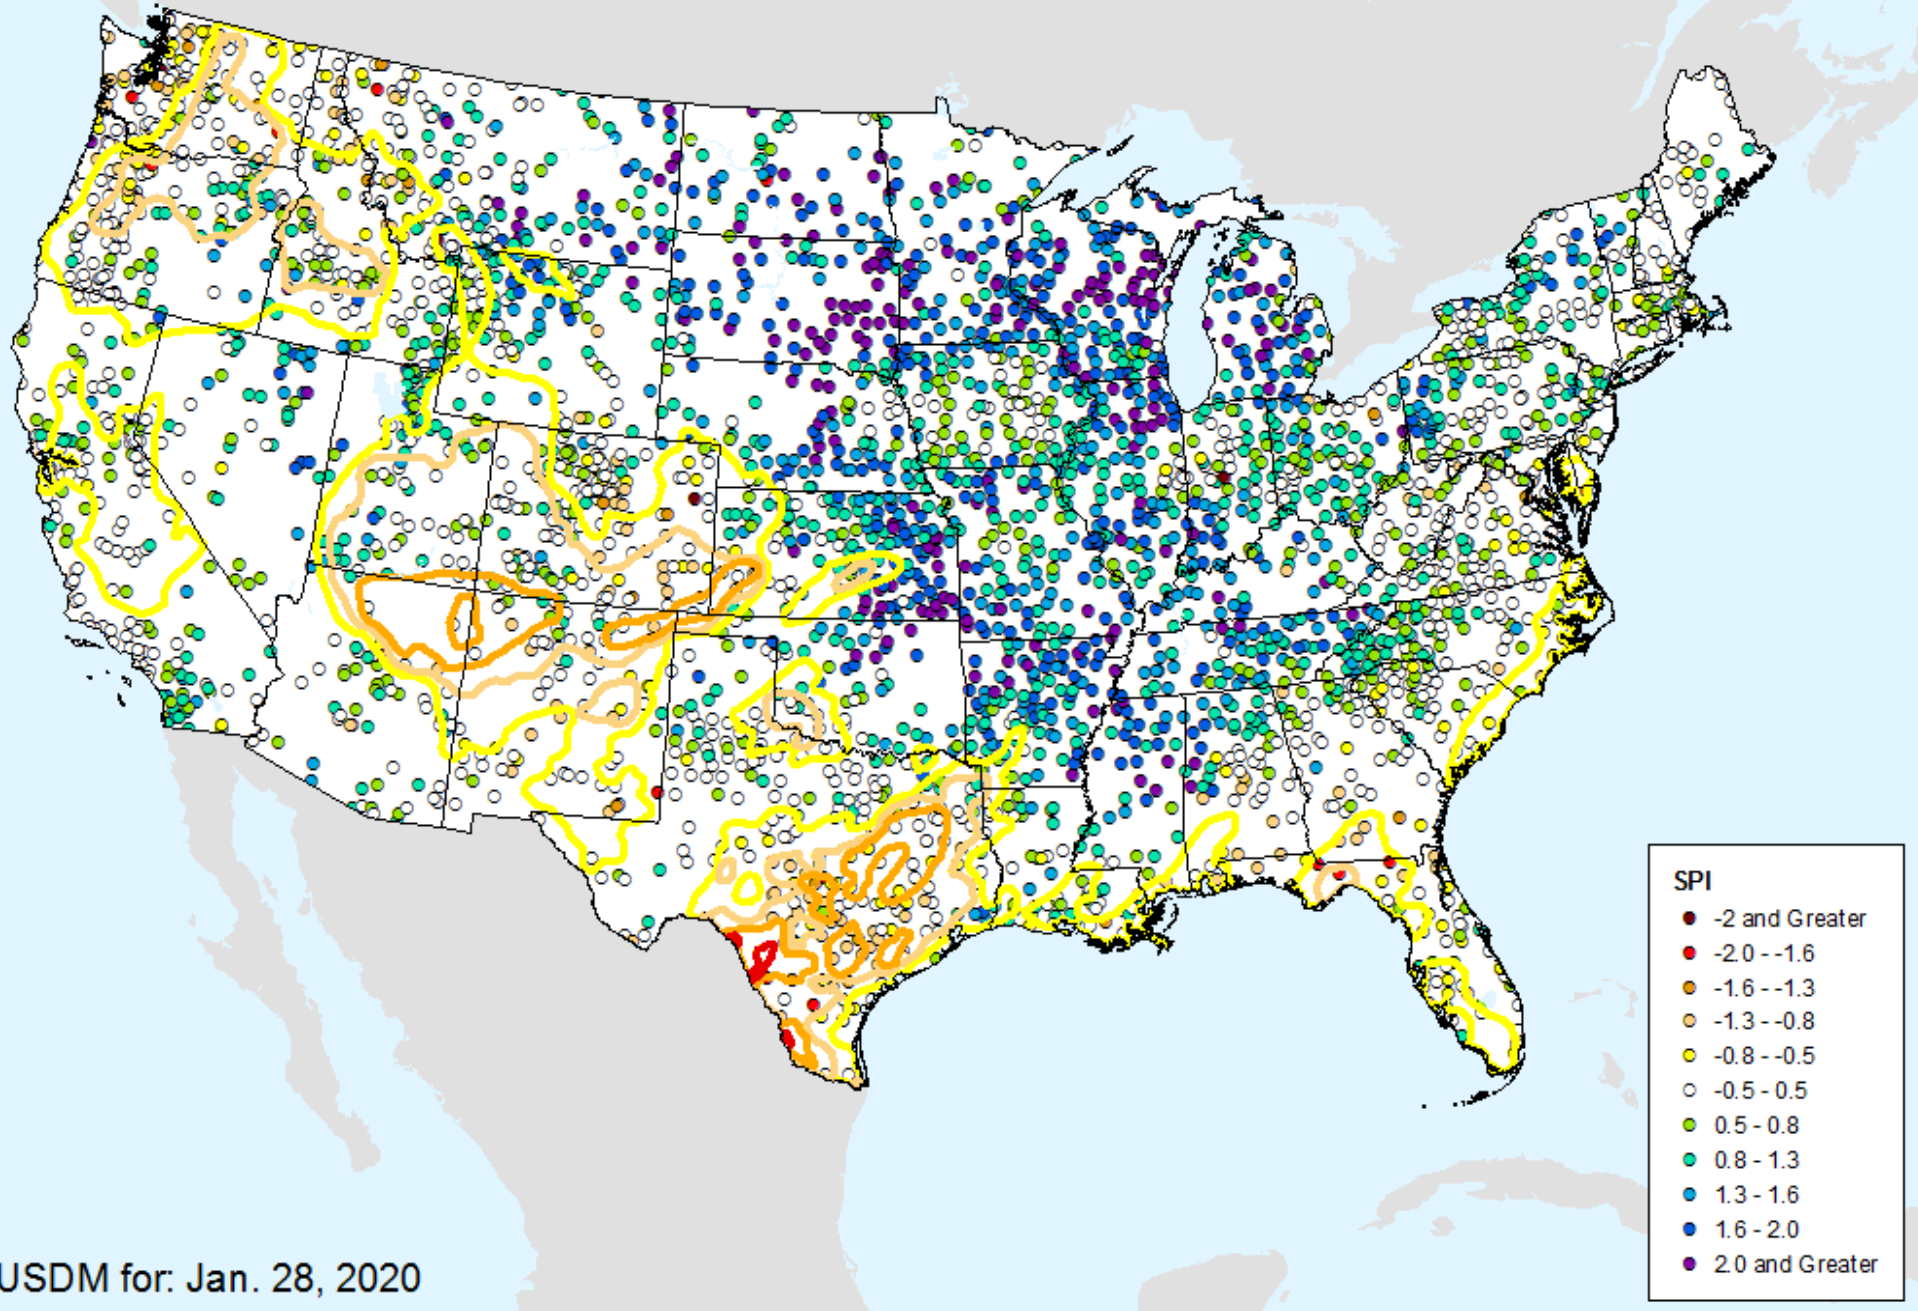 SPI
-2 and Greater
-2.0 - -1.6
-1.6 - -1.3
-1.3 - -0.8
-0.8 - -0.5
-0.5 - 0.5
0.5 - 0.8
0.8 - 1.3
1.3 - 1.6
1.6 - 2.0
2.0 and Greater
USDM for: Jan. 28, 2020